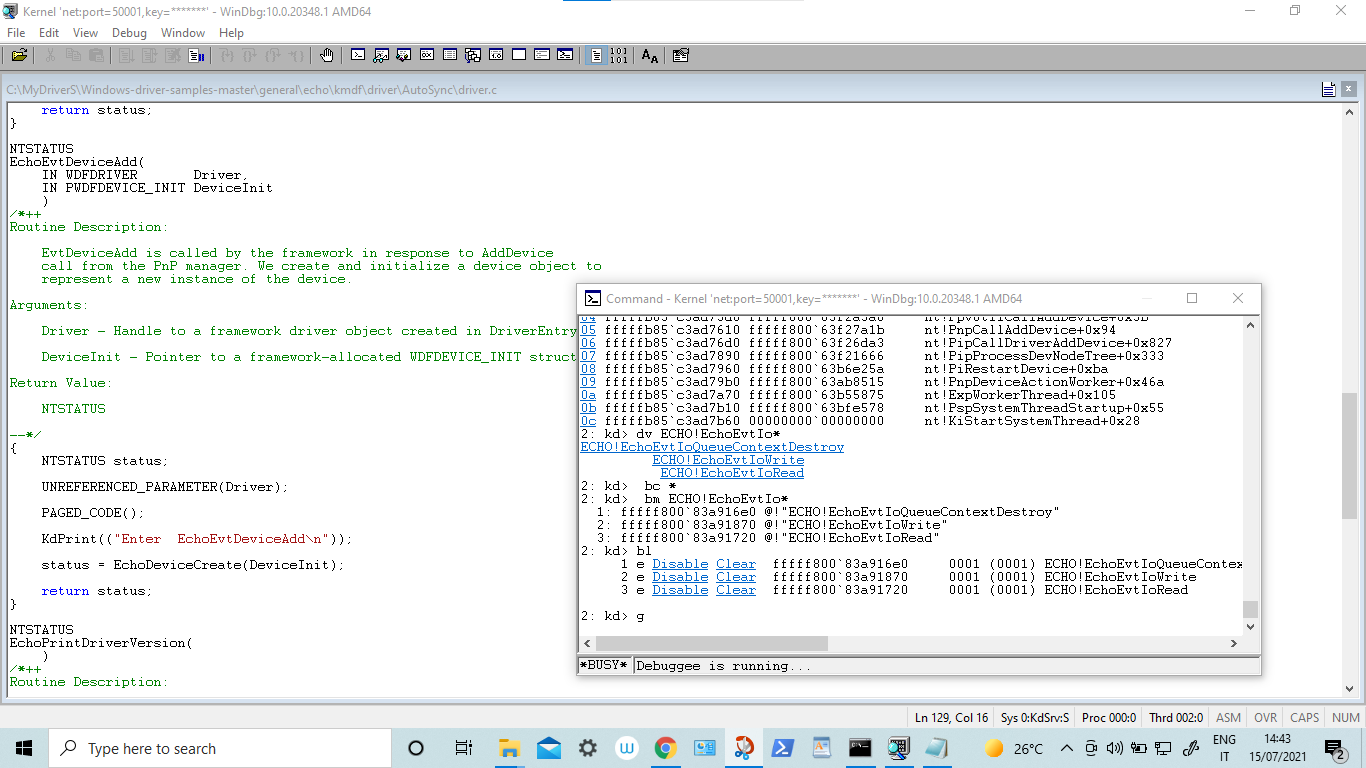 Kernel 'net:port=50001,key=*******' - WinDbg:10.0.20348.1 AMD64
File Edit View Debug Window Help
C:\MyDriverS\Windows-driver-samples-master\general\echo\kmdf\driver\AutoSync\driver.c
    return status;
}
NTSTATUS
EchoEvtDeviceAdd(
    IN WDFDRIVER       Driver,
    IN PWDFDEVICE_INIT DeviceInit
    )
/*++
Routine Description:
    EvtDeviceAdd is called by the framework in response to AddDevice
    call from the PnP manager. We create and initialize a device object to
    represent a new instance of the device.
Arguments:
    Driver - Handle to a framework driver object created in DriverEntry
    DeviceInit - Pointer to a framework-allocated WDFDEVICE_INIT struct
Return Value:
    NTSTATUS
--*/
{
    NTSTATUS status;
    UNREFERENCED_PARAMETER(Driver);
    PAGED_CODE();
    KdPrint(("Enter  EchoEvtDeviceAdd\n"));
    status = EchoDeviceCreate(DeviceInit);
    return status;
}
NTSTATUS
EchoPrintDriverVersion(
    )
/*++
Routine Description:
Command - Kernel 'net:port=50001,key=*******' - WinDbg:10.0.20348.1 AMD64
05 fffffb85`c3ad7610 fffff800`63f27a1b     nt!PnpCallAddDevice+0x94
06 fffffb85`c3ad76d0 fffff800`63f26da3     nt!PipCallDriverAddDevice+0x827
07 fffffb85`c3ad7890 fffff800`63f21666     nt!PipProcessDevNodeTree+0x333
08 fffffb85`c3ad7960 fffff800`63b6e25a     nt!PiRestartDevice+0xba
09 fffffb85`c3ad79b0 fffff800`63ab8515     nt!PnpDeviceActionWorker+0x46a
0a fffffb85`c3ad7a70 fffff800`63b55875     nt!ExpWorkerThread+0x105
0b fffffb85`c3ad7b10 fffff800`63bfe578     nt!PspSystemThreadStartup+0x55
0c fffffb85`c3ad7b60 00000000`00000000     nt!KiStartSystemThread+0x28
2: kd> dv ECHO!EchoEvtIo*
ECHO!EchoEvtIoQueueContextDestroy
ECHO!EchoEvtIoWrite
ECHO!EchoEvtIoRead
2: kd>  bc *
2: kd>  bm ECHO!EchoEvtIo*
  1: fffff800`83a916e0 @!"ECHO!EchoEvtIoQueueContextDestroy"
  2: fffff800`83a91870 @!"ECHO!EchoEvtIoWrite"
  3: fffff800`83a91720 @!"ECHO!EchoEvtIoRead"
2: kd> bl
     1 e Disable Clear  fffff800`83a916e0     0001 (0001) ECHO!EchoEvtIoQueueContex
     2 e Disable Clear  fffff800`83a91870     0001 (0001) ECHO!EchoEvtIoWrite
     3 e Disable Clear  fffff800`83a91720     0001 (0001) ECHO!EchoEvtIoRead
2: kd> g
*BUSY* Debuggee is running...
Ln 129, Col 16 Sys 0:KdSrv:S Proc 000:0 Thrd 002:0 ASM OVR CAPS NUM
Type here to search
26°C
ENG
IT
14:43
15/07/2021
2